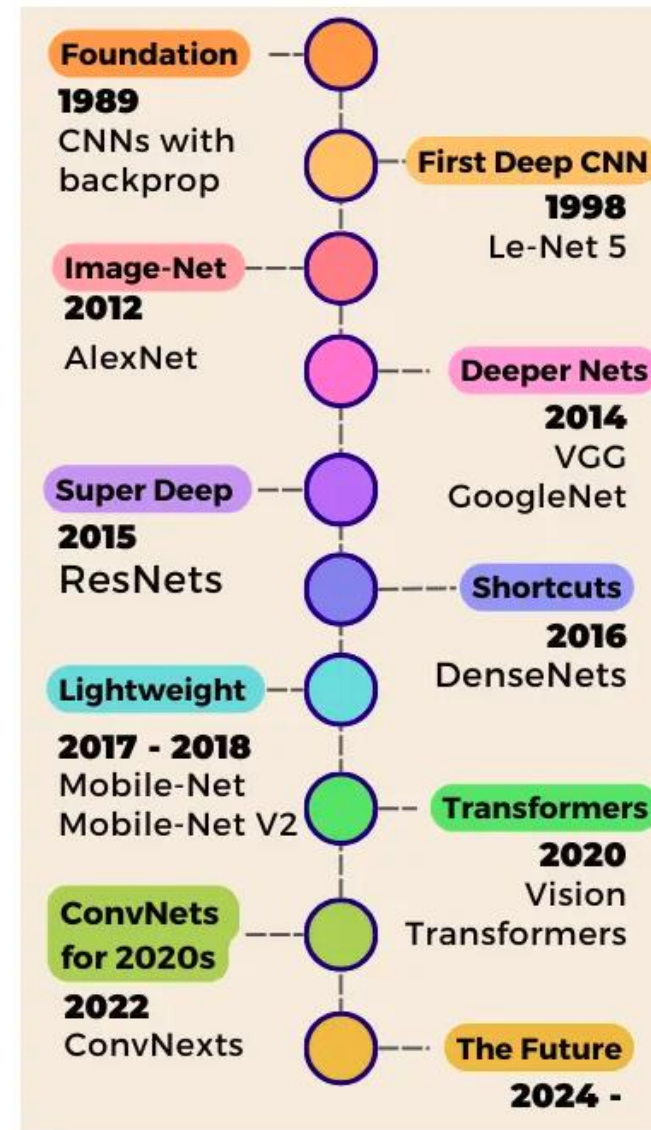 Foundation
1989
CNNs with
backprop
First Deep CNN
1998
Le-Net 5
Image-Net
2012
AlexNet
Deeper Nets
2014
VGG
GoogleNet
Super Deep
2015
ResNets
Shortcuts
2016
DenseNets
Lightweight
2017 - 2018
Mobile-Net
Mobile-Net V2
Transformers
2020
Vision
Transformers
ConvNets
for 2020s
2022
ConvNexts
The Future
2024 -